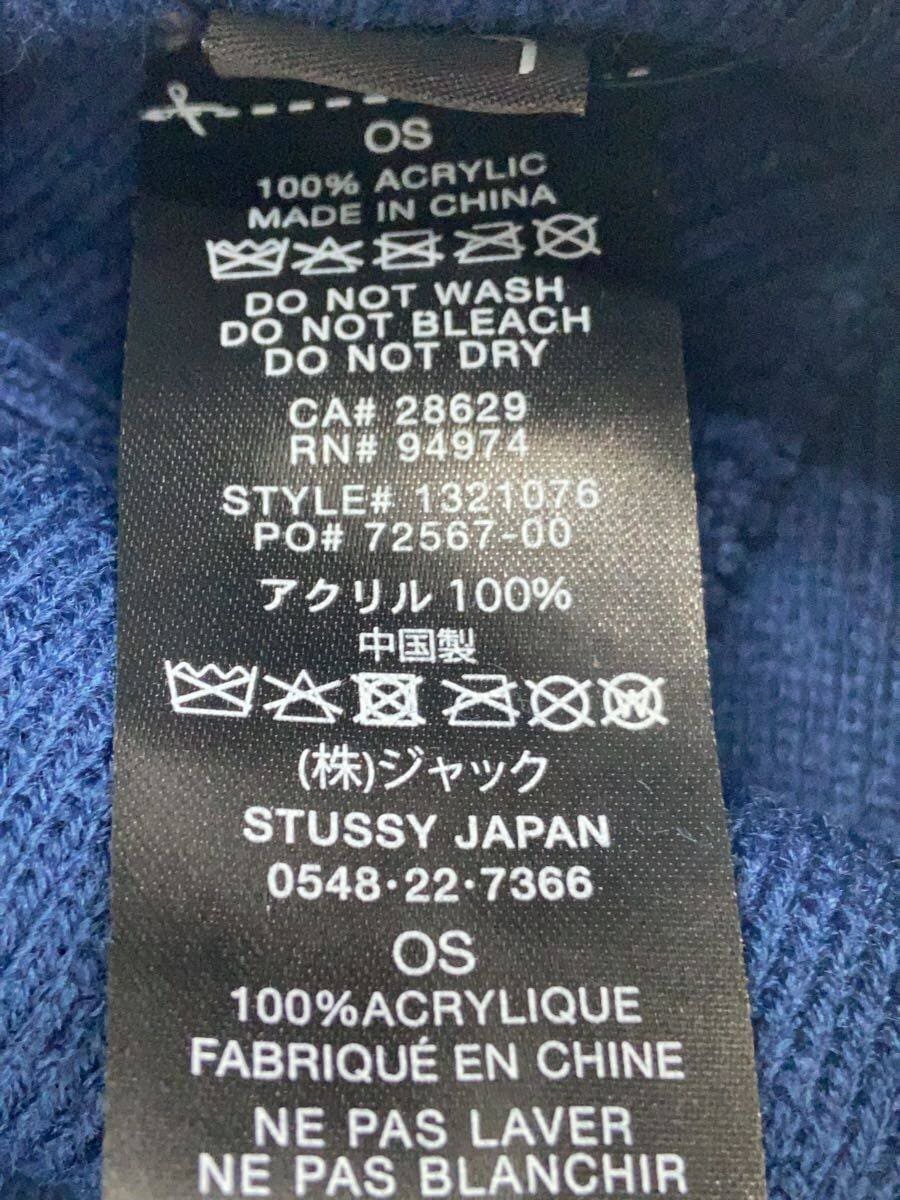 OS
100% ACRYLIC
MADE IN CHINA
DO NOT WASH
DO NOT BLEACH
DO NOT DRY
CA# 28629
RN# 94974
STYLE# 1321076
PO# 72567-00
アクリル 100%
中国製
W
(株)ジャック
STUSSY JAPAN
0548・22・7366
OS
100%ACRYLIQUE
FABRIQUÉ EN CHINE
NE PAS LAVER
NE PAS BLANCHIR